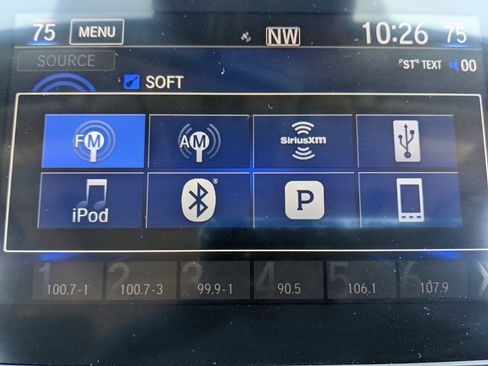 75 MENU NW 10:26 75
SOURCE "ST" TEXT 00
SOFT
FM AM SiriusXM
iPod P
1 2 3 4 5 6
100.7-1 100.7-3 99.9-1 90.5 106.1 107.9